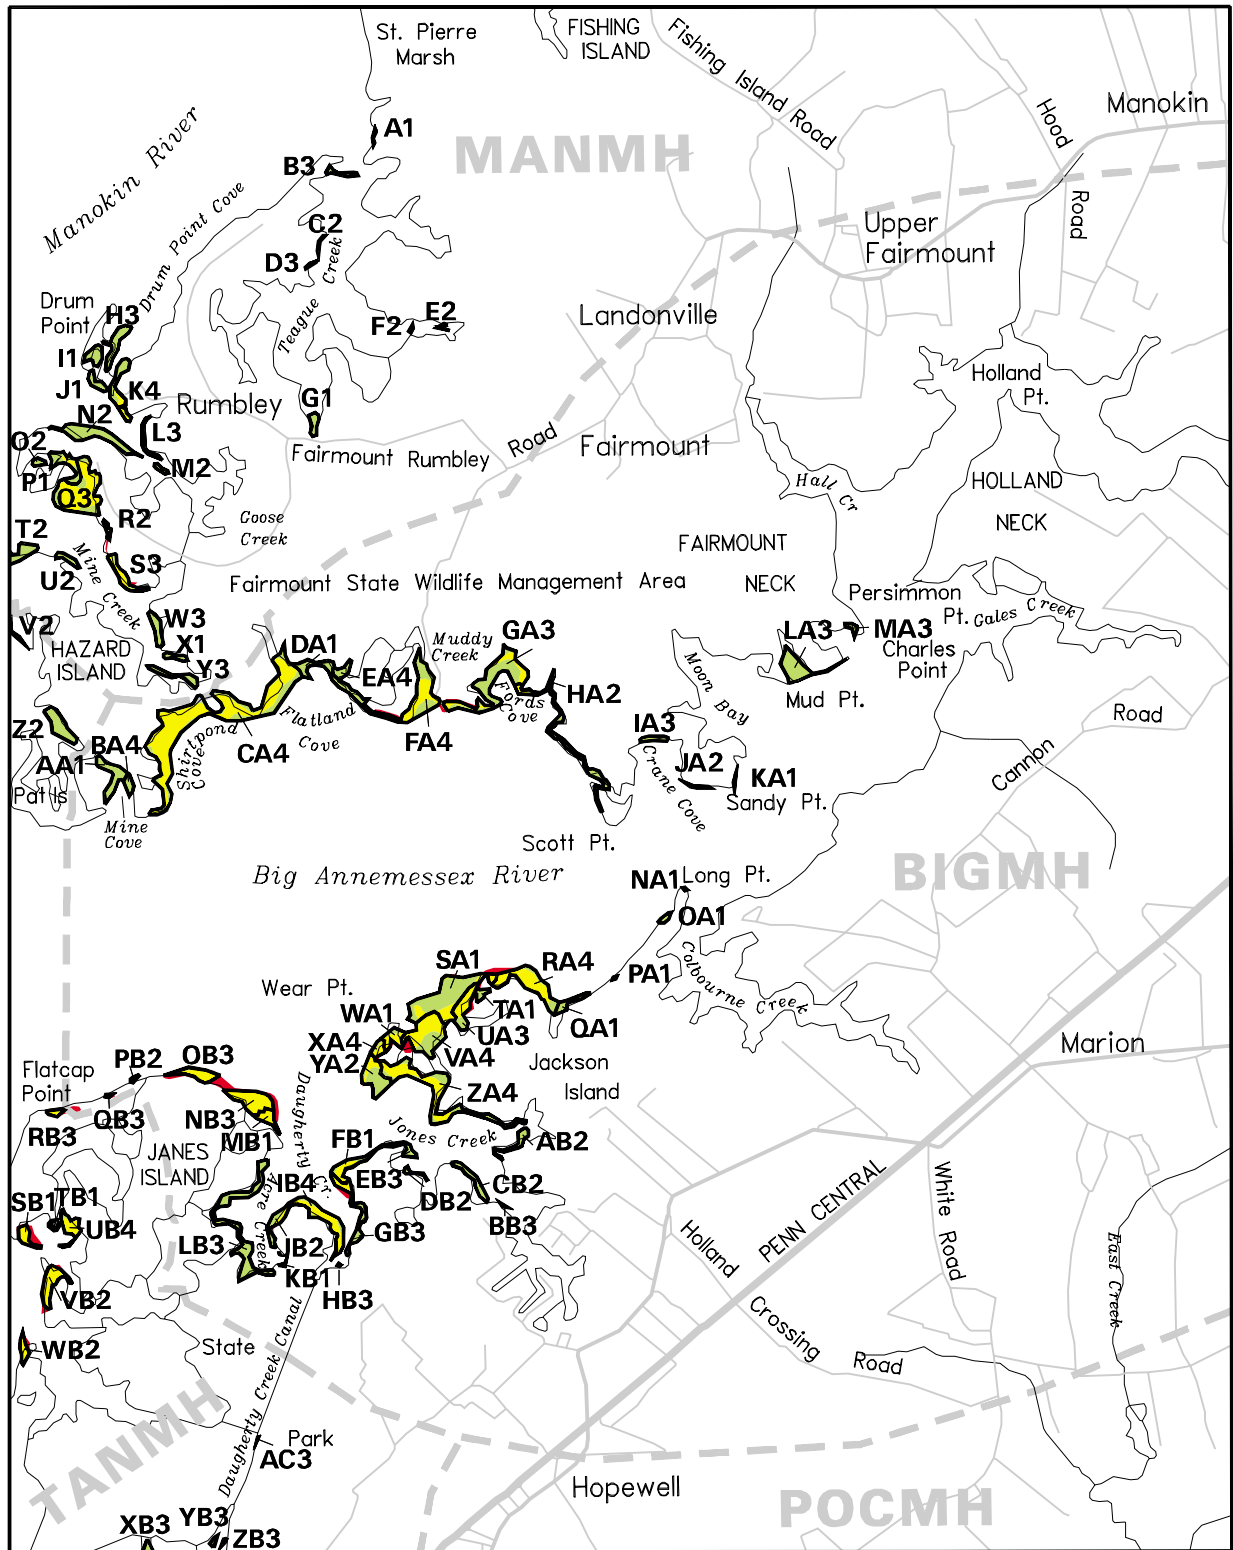 St. Pierre
Marsh
FISHING
ISLAND
Fishing Island Road
Hood
Road
Manokin
Manokin River
A1
MANMH
B3
Drum Point Cove
C2
D3
Teague Creek
Upper
Fairmount
Drum
Point
H3
F2
E2
Landonville
I1
J1
K4
Rumbley
G1
Holland
Pt.
N2
L3
O2
M2
Fairmount Rumbley Road
Fairmount
P1
Q3
Hall Cr
HOLLAND
NECK
R2
Goose
Creek
T2
Mine Creek
S3
U2
FAIRMOUNT
NECK
Fairmount State Wildlife Management Area
Persimmon
Pt.
Gales Creek
V2
W3
HAZARD
ISLAND
X1
Y3
DA1
EA4
Muddy
Creek
GA3
LA3
MA3
Charles
Point
Moon Bay
HA2
Fords
Cove
Mud Pt.
Z2
BA4
AA1
Shirtpond
Cove
CA4
Flatland
Cove
FA4
IA3
Crane Cove
JA2
KA1
Sandy Pt.
Cannon
Road
Pat Is
Mine
Cove
Scott Pt.
Big Annemessex River
BIGMH
NA1
Long Pt.
OA1
Colbourne Creek
PA1
SA1
RA4
Wear Pt.
WA1
TA1
QA1
XA4
UA3
YA2
VA4
Jackson
Island
ZA4
Marion
Flatcap
Point
PB2
OB3
QB3
RB3
NB3
MB1
Daugherty Cr.
Jones Creek
AB2
JANES
ISLAND
FB1
EB3
IB4
DB2
CB2
BB3
Acre Creek
SB1
TB1
UB4
LB3
JB2
GB3
KB1
HB3
VB2
WB2
PENN CENTRAL
White Road
East Creek
Holland
Crossing
Road
State
Park
Daugherty Creek Canal
TANMH
AC3
Hopewell
POCMH
XB3
YB3
ZB3